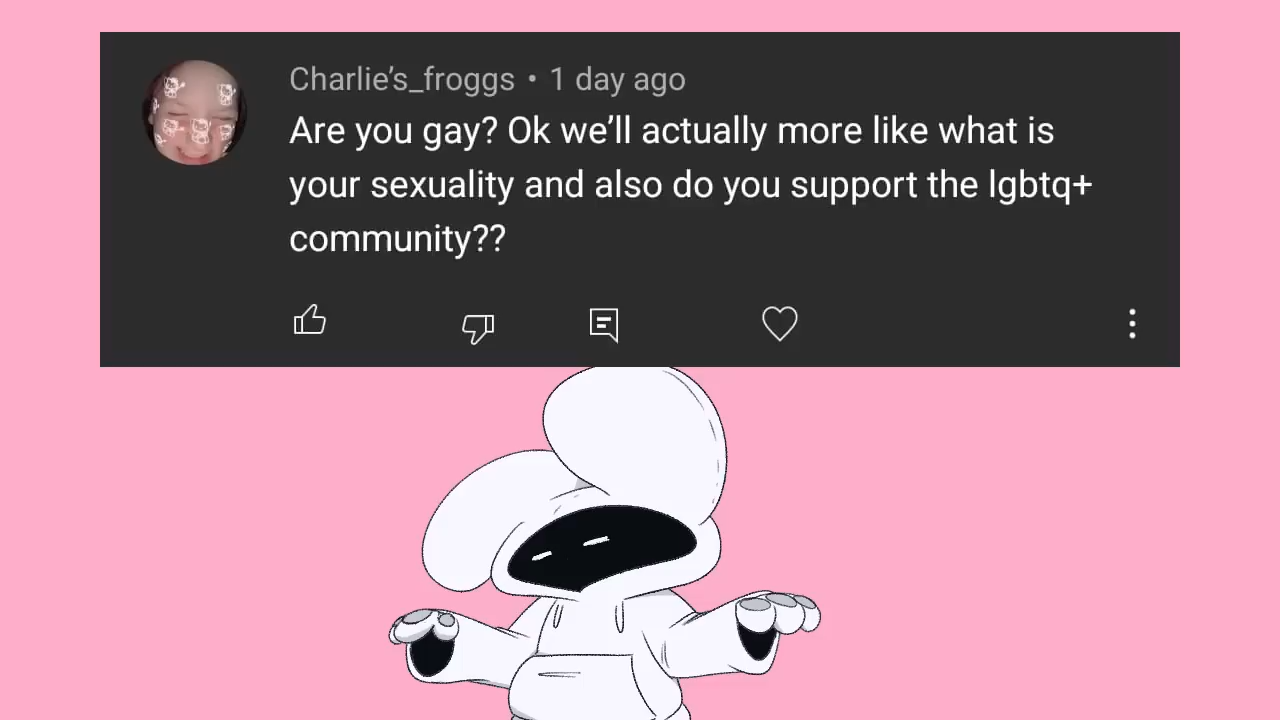 Charlie’s_froggs • 1 day ago
Are you gay? Ok we’ll actually more like what is
your sexuality and also do you support the lgbtq+
community??